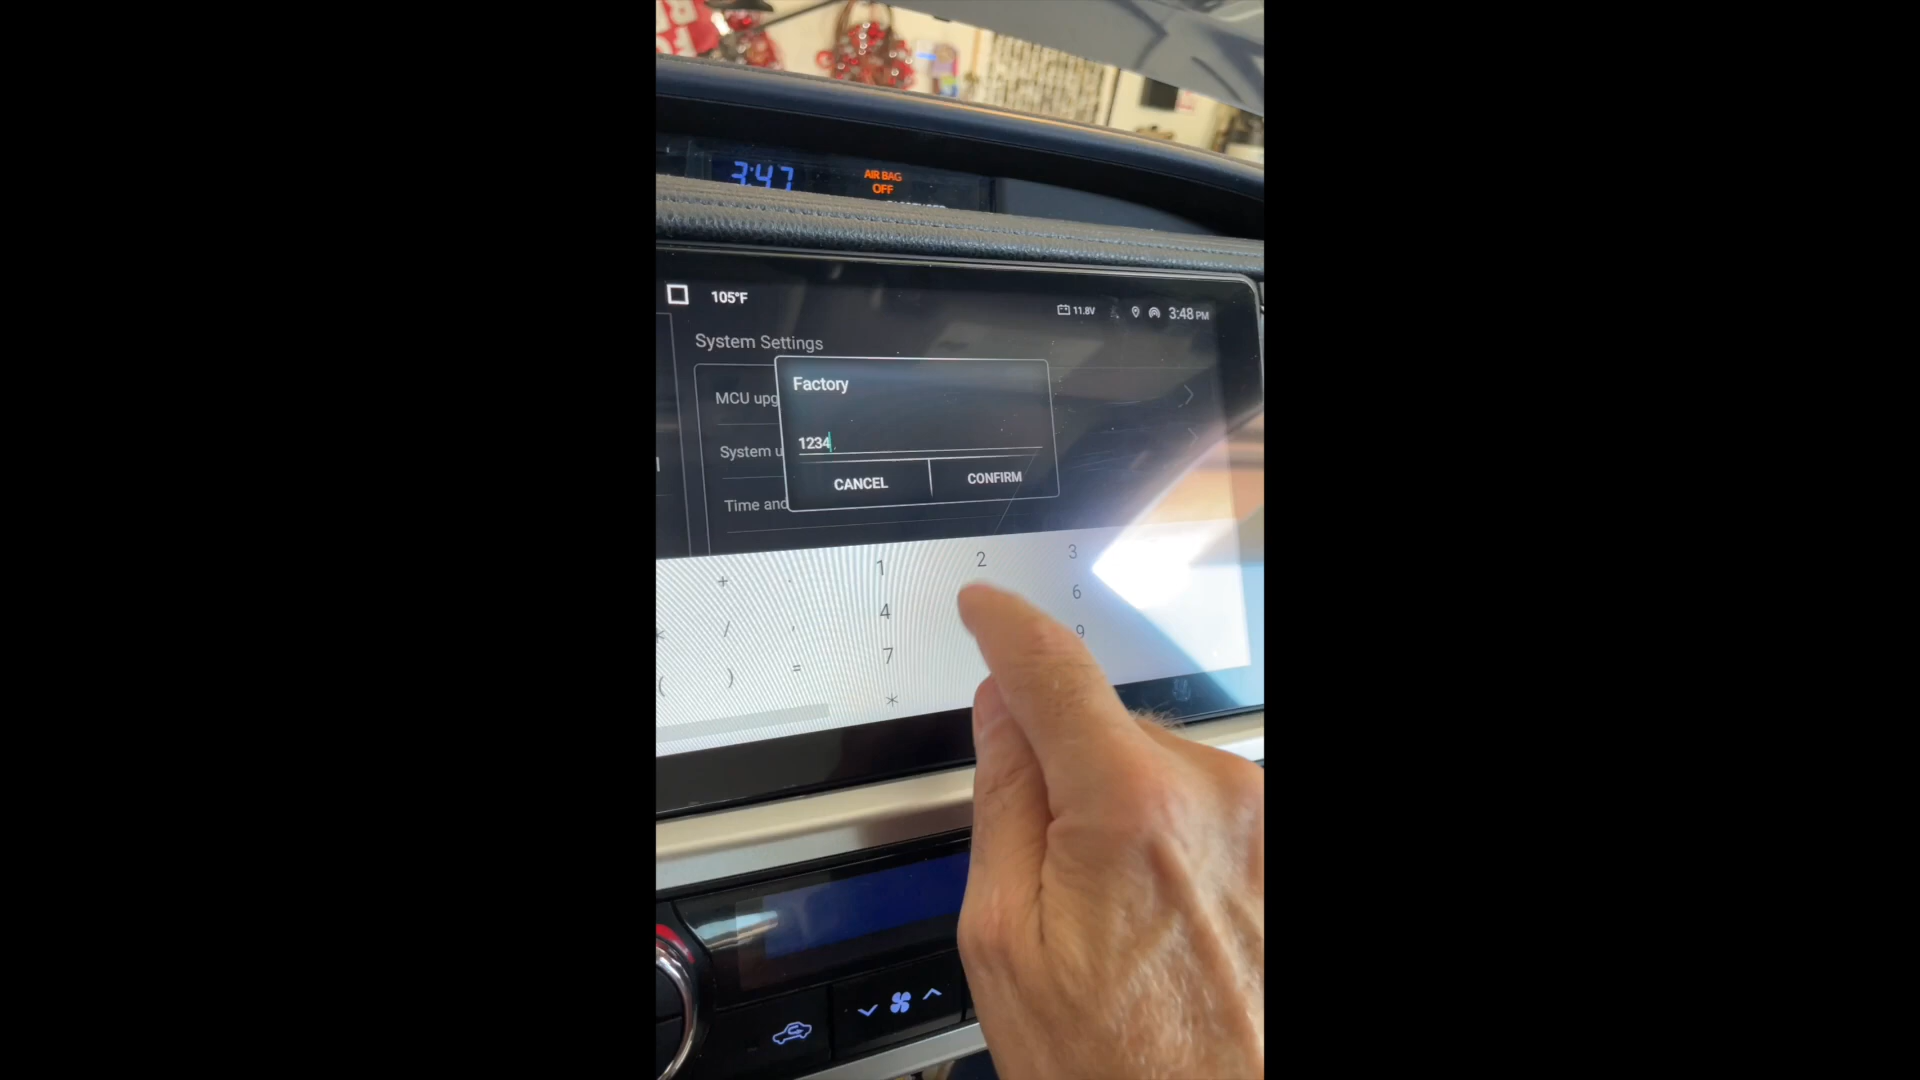 3:47
AIR BAG
OFF
105°F
11.8V
3:48 PM
System Settings
Factory
MCU upg
1234
System u
CANCEL
CONFIRM
Time and
1
2
3
+
.
4
6
/
,
7
9
(
)
=
*